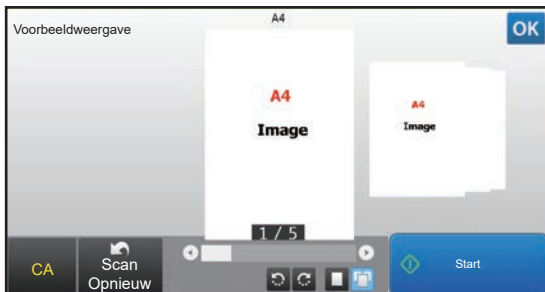 A4
Voorbeeldweergave
OK
A4
Image
A4
Image
1 / 5
CA
Scan
Opnieuw
Start